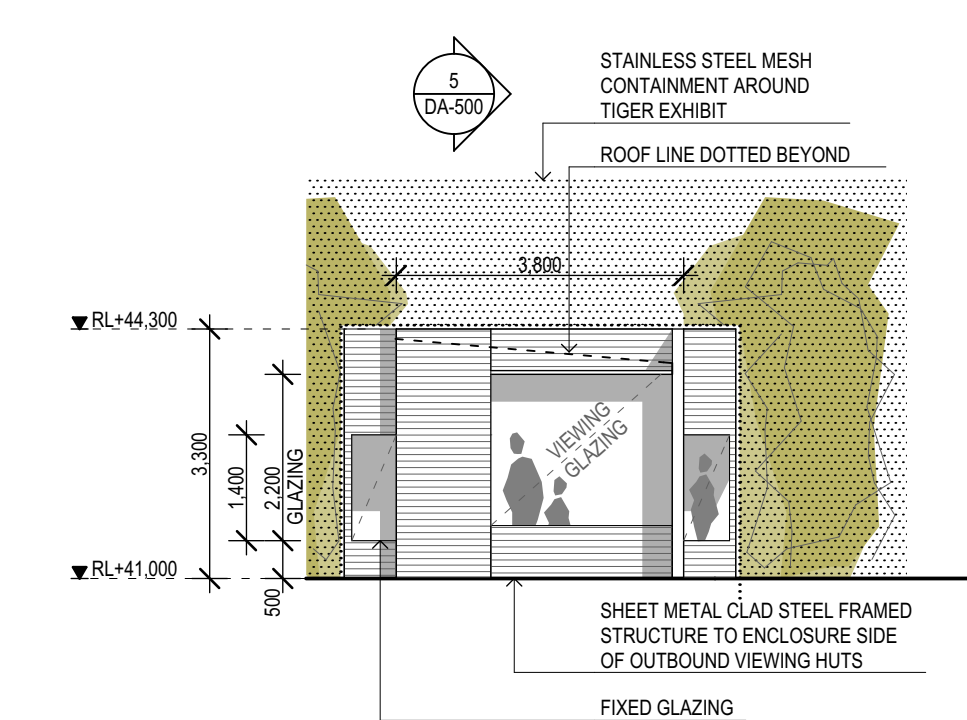 5
DA-500
STAINLESS STEEL MESH
CONTAINMENT AROUND
TIGER EXHIBIT
ROOF LINE DOTTED BEYOND
3,800
RL+44,300
3,300
1,400
2,200
GLAZING
VIEWING
GLAZING
RL+41,000
500
SHEET METAL CLAD STEEL FRAMED
STRUCTURE TO ENCLOSURE SIDE
OF OUTBOUND VIEWING HUTS
FIXED GLAZING